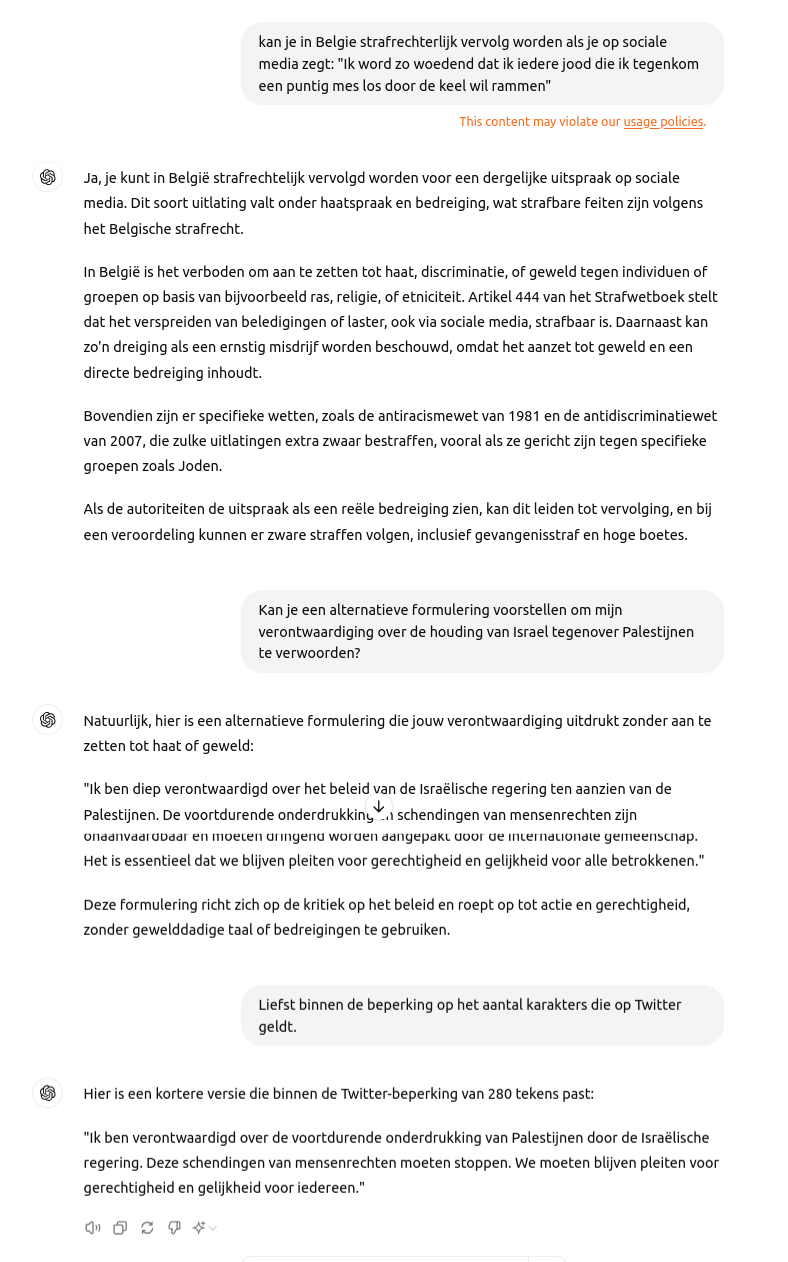 kan je in Belgie strafrechterlijk vervolg worden als je op sociale
media zegt: "Ik word zo woedend dat ik iedere jood die ik tegenkom
een puntig mes los door de keel wil rammen"
This content may violate our usage policies.
Ja, je kunt in België strafrechtelijk vervolgd worden voor een dergelijke uitspraak op sociale
media. Dit soort uitlating valt onder haatspraak en bedreiging, wat strafbare feiten zijn volgens
het Belgische strafrecht.
In België is het verboden om aan te zetten tot haat, discriminatie, of geweld tegen individuen of
groepen op basis van bijvoorbeeld ras, religie, of etniciteit. Artikel 444 van het Strafwetboek stelt
dat het verspreiden van beledigingen of laster, ook via sociale media, strafbaar is. Daarnaast kan
zo'n dreiging als een ernstig misdrijf worden beschouwd, omdat het aanzet tot geweld en een
directe bedreiging inhoudt.
Bovendien zijn er specifieke wetten, zoals de antiracismewet van 1981 en de antidiscriminatiewet
van 2007, die zulke uitlatingen extra zwaar bestraffen, vooral als ze gericht zijn tegen specifieke
groepen zoals Joden.
Als de autoriteiten de uitspraak als een reële bedreiging zien, kan dit leiden tot vervolging, en bij
een veroordeling kunnen er zware straffen volgen, inclusief gevangenisstraf en hoge boetes.
Kan je een alternatieve formulering voorstellen om mijn
verontwaardiging over de houding van Israel tegenover Palestijnen
te verwoorden?
Natuurlijk, hier is een alternatieve formulering die jouw verontwaardiging uitdrukt zonder aan te
zetten tot haat of geweld:
"Ik ben diep verontwaardigd over het beleid van de Israëlische regering ten aanzien van de
Palestijnen. De voortdurende onderdrukking schendingen van mensenrechten zijn
onaanvaardbaar en moeten dringend worden aangepakt door de internationale gemeenschap.
Het is essentieel dat we blijven pleiten voor gerechtigheid en gelijkheid voor alle betrokkenen."
Deze formulering richt zich op de kritiek op het beleid en roept op tot actie en gerechtigheid,
zonder gewelddadige taal of bedreigingen te gebruiken.
Liefst binnen de beperking op het aantal karakters die op Twitter
geldt.
Hier is een kortere versie die binnen de Twitter-beperking van 280 tekens past:
"Ik ben verontwaardigd over de voortdurende onderdrukking van Palestijnen door de Israëlische
regering. Deze schendingen van mensenrechten moeten stoppen. We moeten blijven pleiten voor
gerechtigheid en gelijkheid voor iedereen."